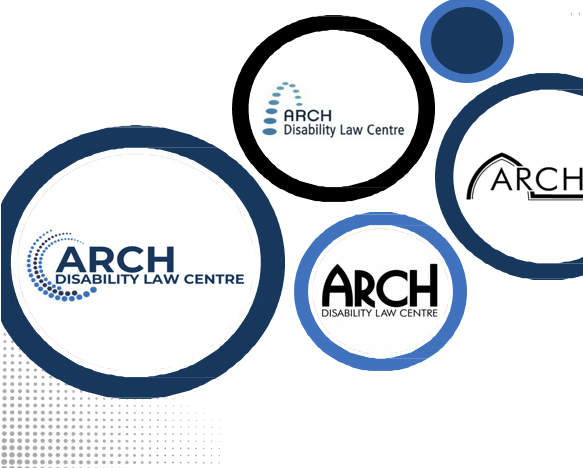 ARCH
Disability Law Centre
ARCH
ARCH
DISABILITY LAW CENTRE
ARCH
DISABILITY LAW CENTRE